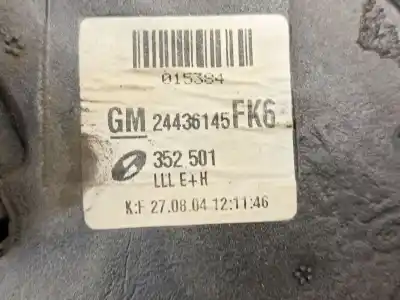 015384
GM 24436145 FK6
352 501
LLL E+H
K:F 27.08.04 12:11:46